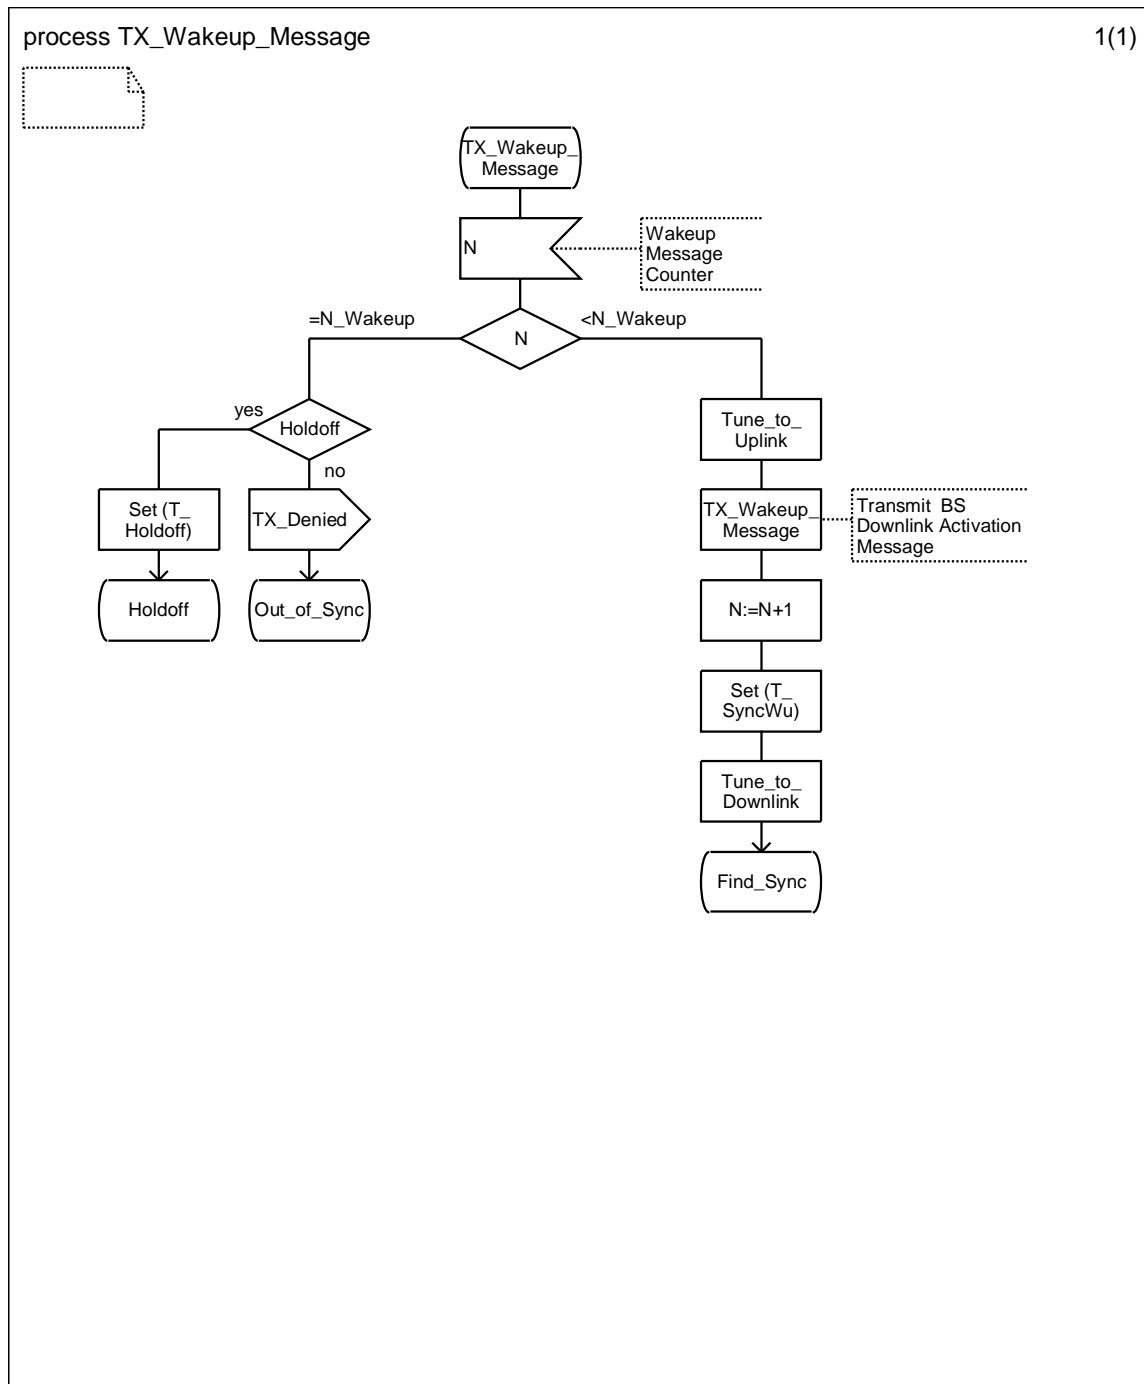 process TX_Wakeup_Message
1(1)
TX_Wakeup_
Message
N
Wakeup
Message
Counter
=N_Wakeup
N
<N_Wakeup
yes
Holdoff
no
Set (T_
Holdoff)
TX_Denied
Holdoff
Out_of_Sync
Tune_to_
Uplink
TX_Wakeup_
Message
Transmit BS
Downlink Activation
Message
N:=N+1
Set (T_
SyncWu)
Tune_to_
Downlink
Find_Sync